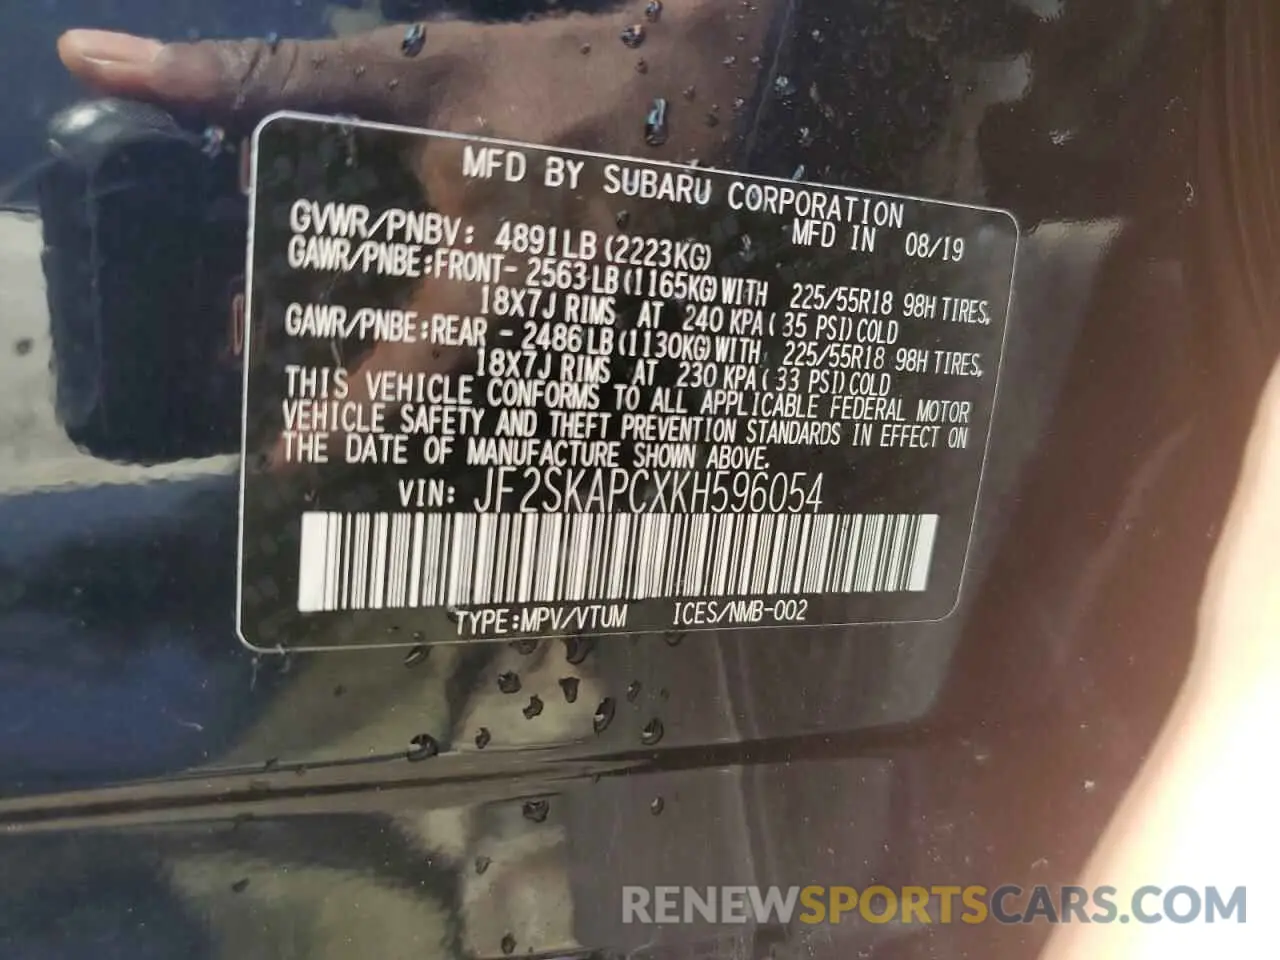 MFD BY SUBARU CORPORATION
GVWR/PNBV: 4891LB(2223KG) MFD IN 08/19
GAWR/PNBE:FRONT- 2563LB(1165KG)WITH 225/55R18 98H TIRES,
18X7J RIMS AT 240 KPA( 35 PSI)COLD
GAWR/PNBE:REAR - 2486LB(1130KG)WITH 225/55R18 98H TIRES,
18X7J RIMS AT 230 KPA( 33 PSI)COLD
THIS VEHICLE CONFORMS TO ALL APPLICABLE FEDERAL MOTOR
VEHICLE SAFETY AND THEFT PREVENTION STANDARDS IN EFFECT ON
THE DATE OF MANUFACTURE SHOWN ABOVE.
VIN: JF2SKAPCXKH596054
TYPE:MPV/VTUM ICES/NMB-002
RENEWSPORTSCARS.COM